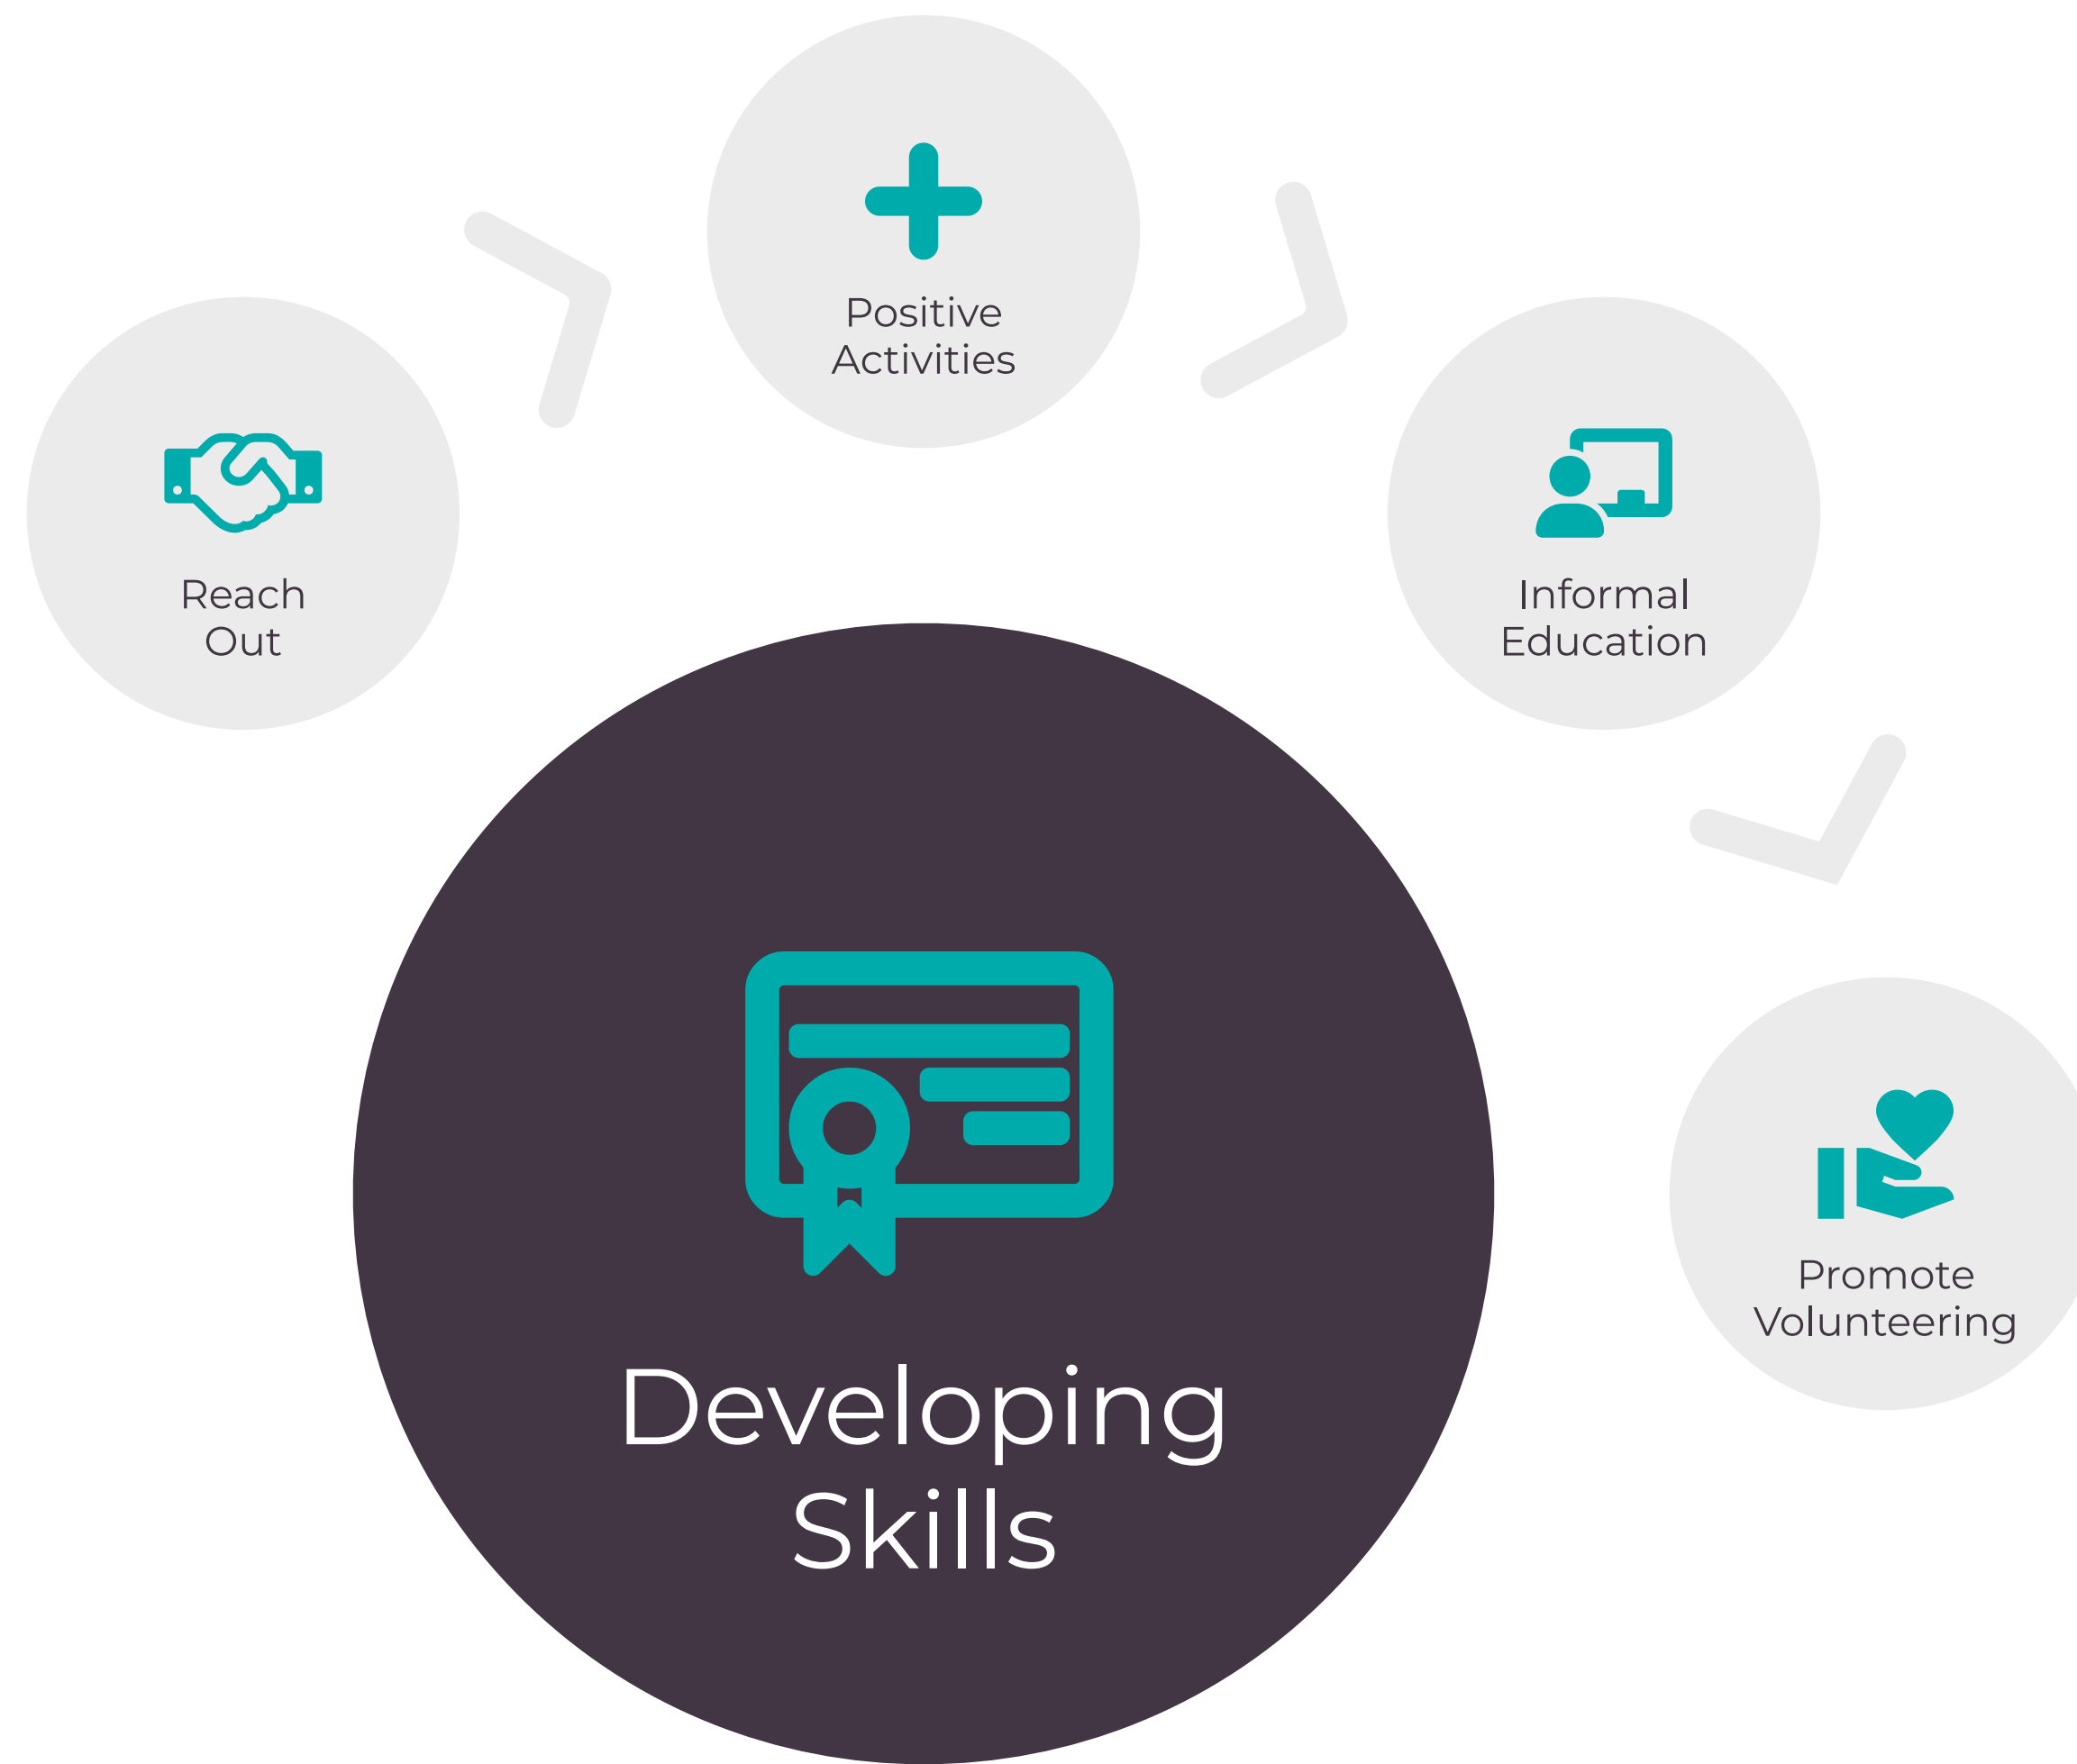 Positive
Activities
Reach
Out
Informal
Education
Promote
Volunteering
Developing
Skills